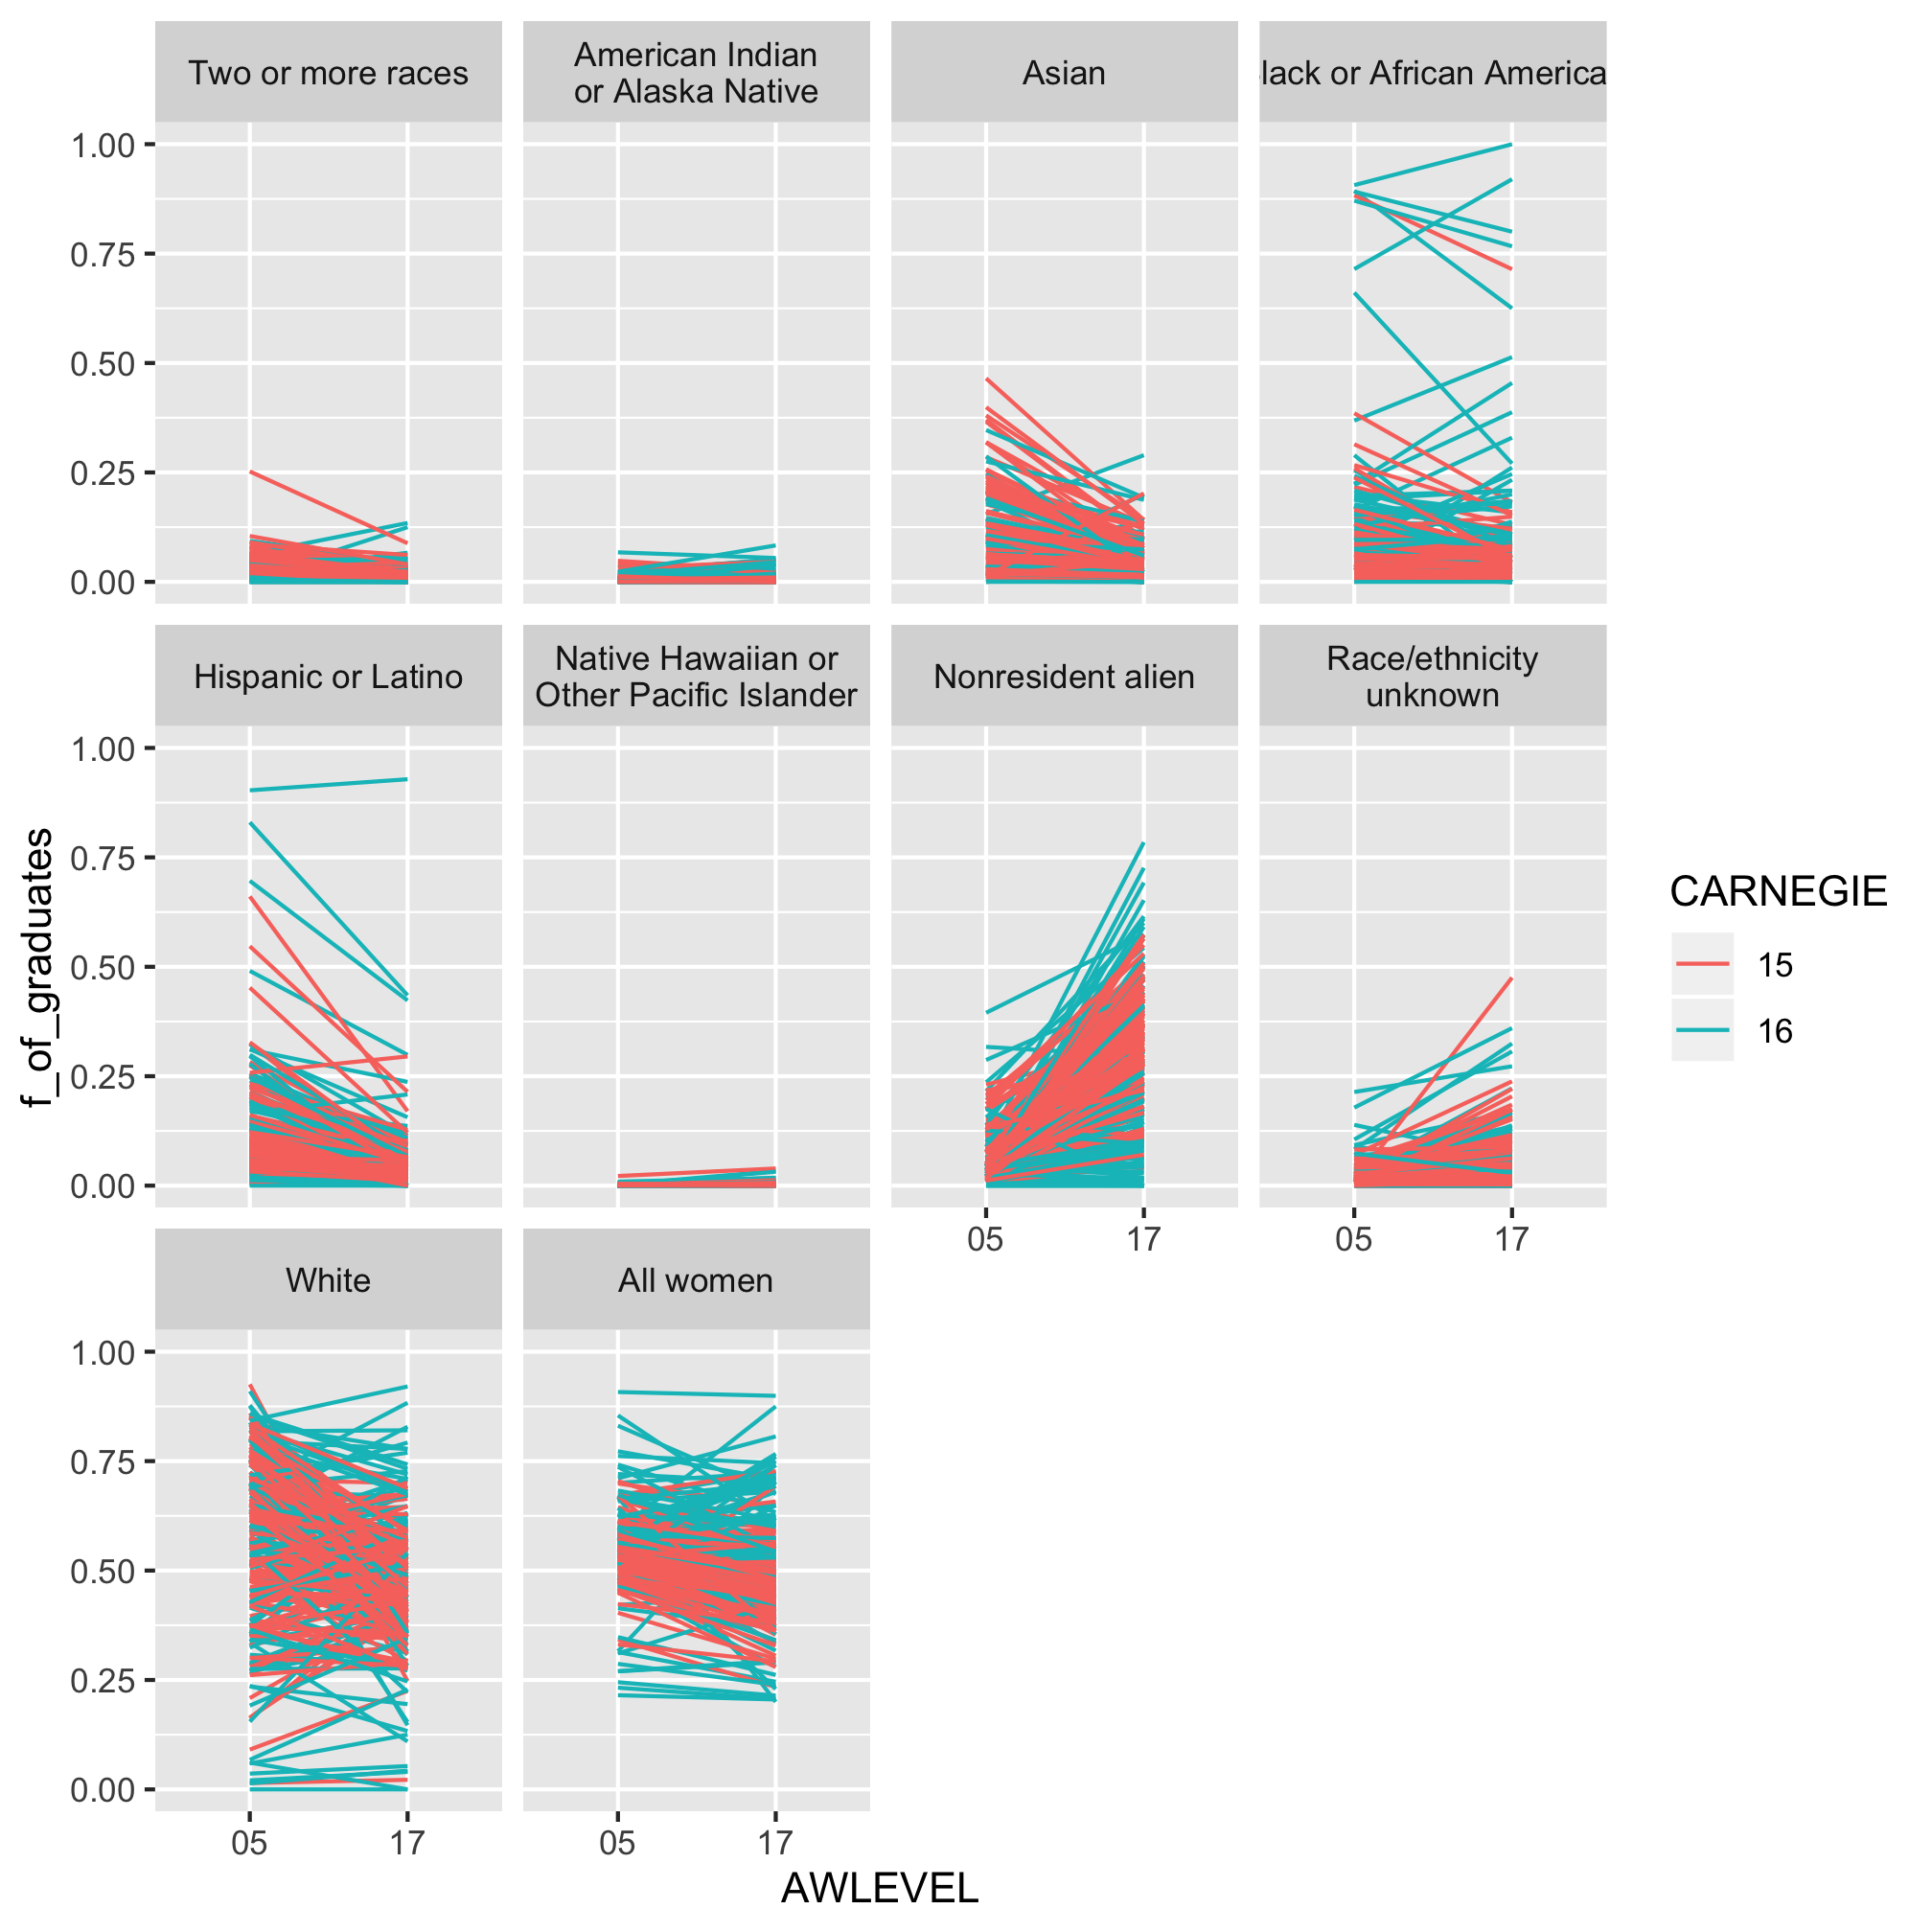 Two or more races
American Indian
or Alaska Native
Asian
lack or African America
1.00
0.75
0.50
0.25
0.00
Hispanic or Latino
Native Hawaiian or
Other Pacific Islander
Nonresident alien
Race/ethnicity
unknown
1.00
0.75
0.50
0.25
0.00
05 17
05 17
White
All women
1.00
0.75
0.50
0.25
0.00
05 17
05 17
AWLEVEL
f_of_graduates
CARNEGIE
15
16